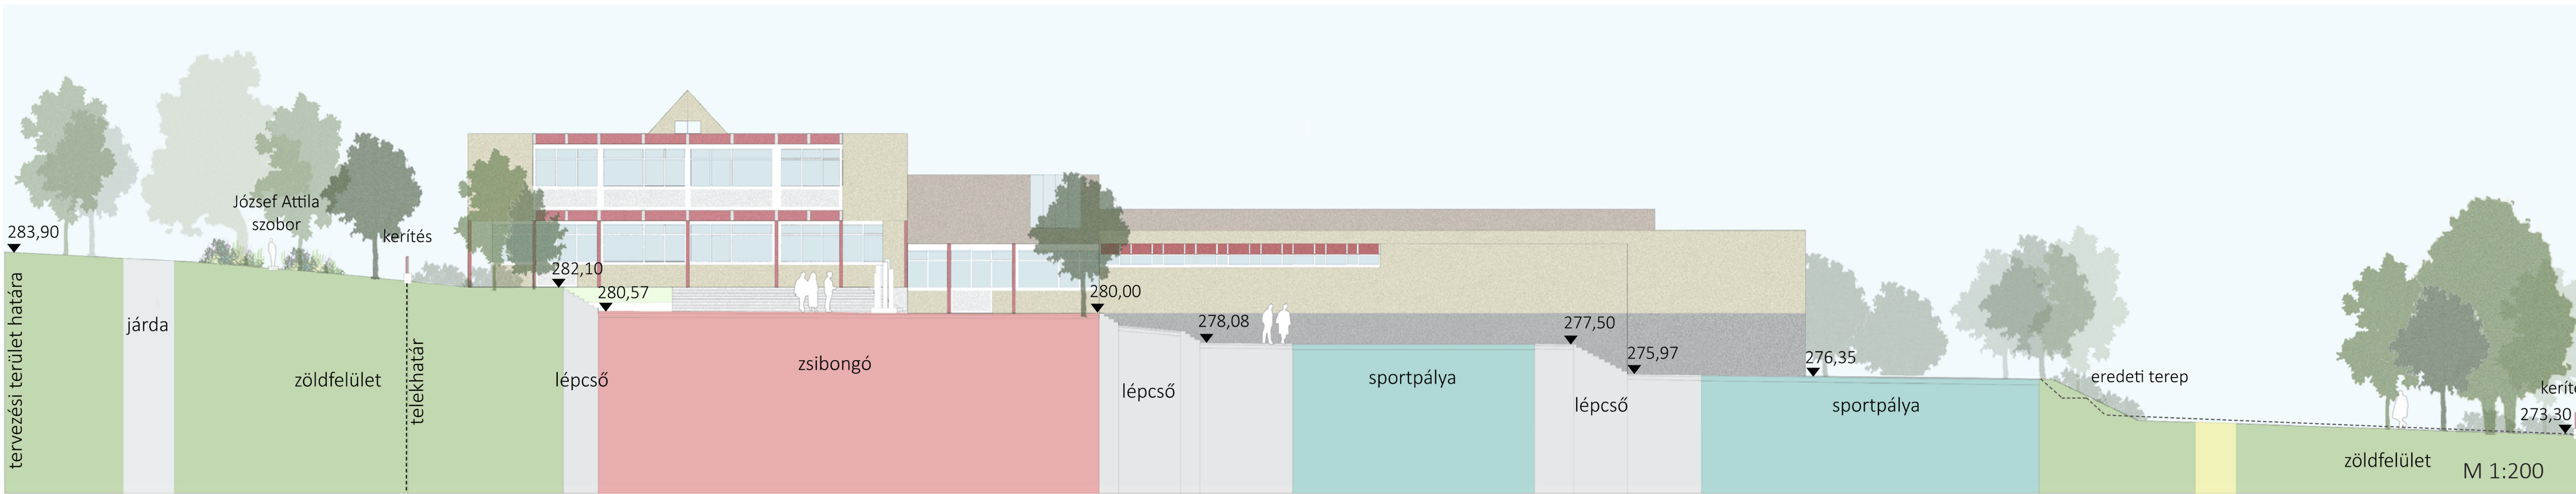 283,90
tervezési terület határa
járda
József Attila
szobor
kerítés
zöldfelület
telekhatár
282,10
280,57
lépcső
zsibongó
280,00
278,08
lépcső
sportpálya
277,50
275,97
lépcső
276,35
sportpálya
eredeti terep
keríté
273,30
zöldfelület
M 1:200